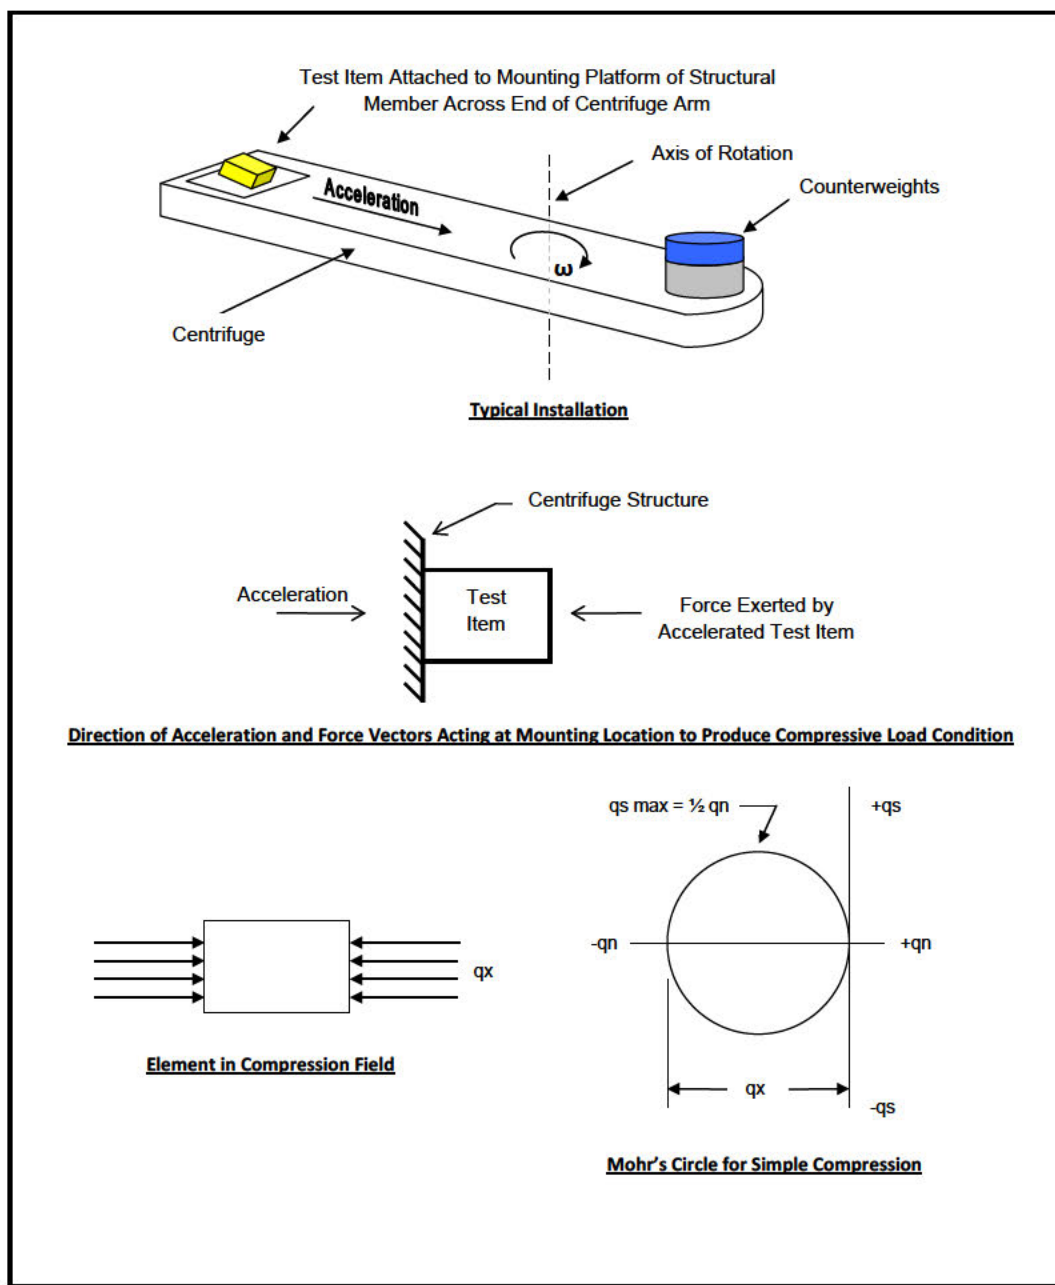 Test Item Attached to Mounting Platform of Structural
Member Across End of Centrifuge Arm
Axis of Rotation
Counterweights
Acceleration
ω
Centrifuge
Typical Installation
Centrifuge Structure
Acceleration
Test
Item
Force Exerted by
Accelerated Test Item
Direction of Acceleration and Force Vectors Acting at Mounting Location to Produce Compressive Load Condition
qs max = ½ qn
+qs
-qn
+qn
qx
Element in Compression Field
qx
-qs
Mohr's Circle for Simple Compression